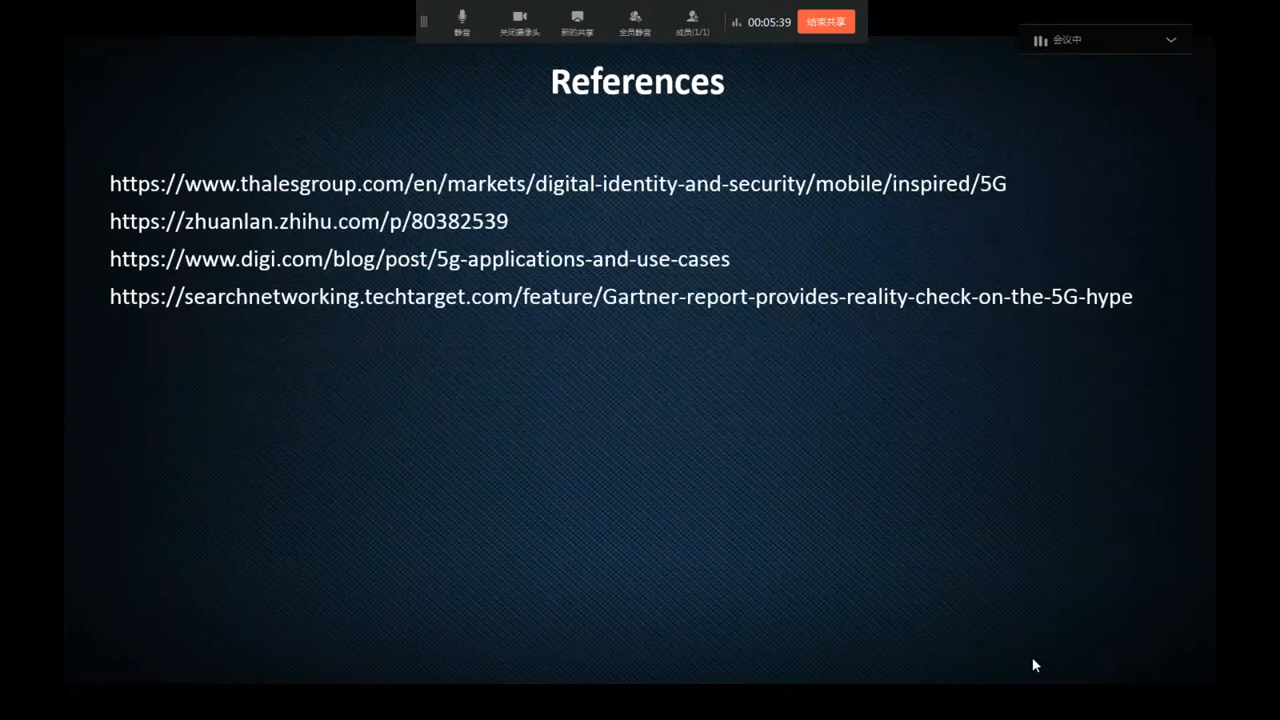 静音
关闭摄像头
新的共享
全员静音
成员(1/1)
00:05:39
结束共享
会议中
References
https://www.thalesgroup.com/en/markets/digital-identity-and-security/mobile/inspired/5G
https://zhuanlan.zhihu.com/p/80382539
https://www.digi.com/blog/post/5g-applications-and-use-cases
https://searchnetworking.techtarget.com/feature/Gartner-report-provides-reality-check-on-the-5G-hype